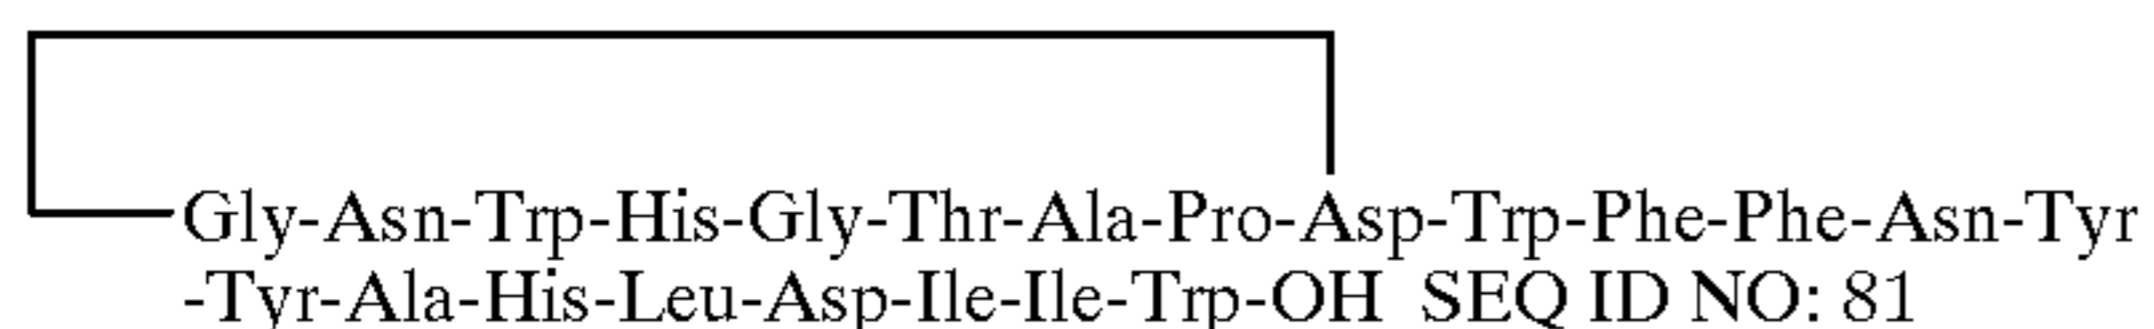 Gly-Asn-Trp-His-Gly-Thr-Ala-Pro-Asp-Trp-Phe-Phe-Asn-Tyr
-Tyr-Ala-His-Leu-Asp-Ile-Ile-Trp-OH SEQ ID NO: 81